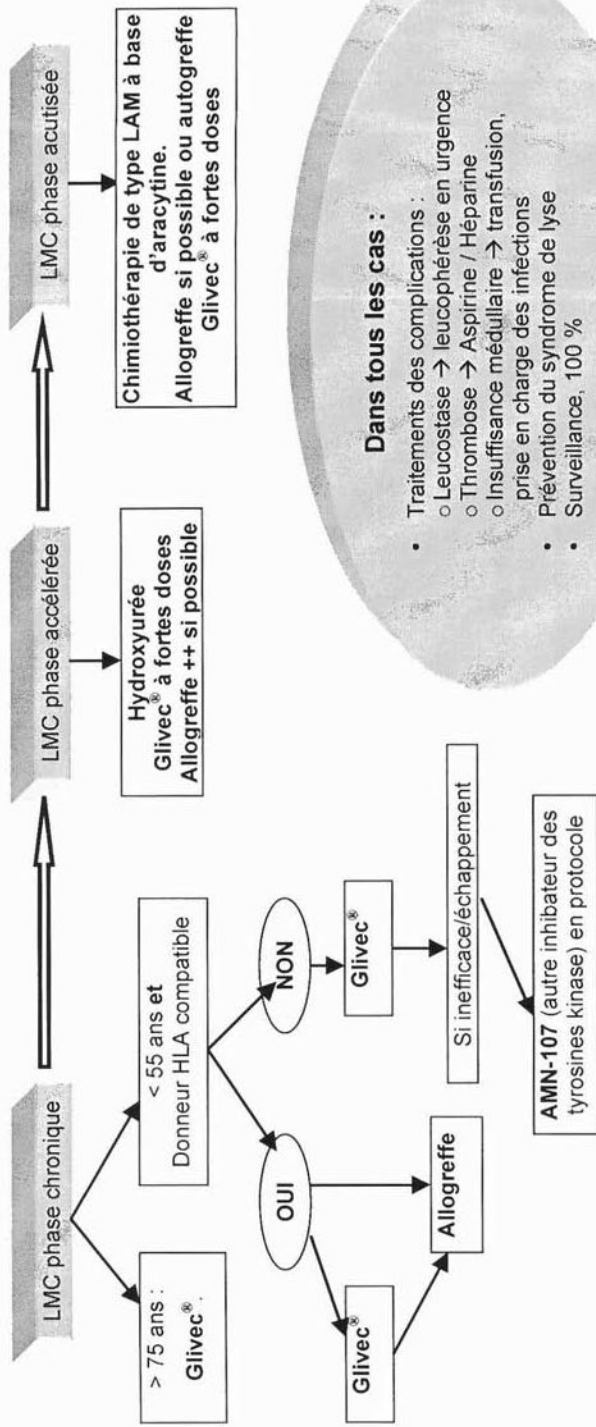 LMC phase chronique
LMC phase accélérée
LMC phase acutisée
> 75 ans :
Glivec®.
< 55 ans et
Donneur HLA compatible
OUI
NON
Glivec®
Allogreffe
Glivec®
Si inefficace/échappement
AMN-107 (autre inhibateur des
tyrosines kinase) en protocole
Hydroxyurée
Glivec® à fortes doses
Allogreffe ++ si possible
Chimiothérapie de type LAM à base
d'aracytine.
Allogreffe si possible ou autogreffe
Glivec® à fortes doses
Dans tous les cas :
• Traitements des complications :
o Leucostase → leucophérèse en urgence
o Thrombose → Aspirine / Héparine
o Insuffisance médullaire → transfusion,
prise en charge des infections
• Prévention du syndrome de lyse
• Surveillance, 100 %